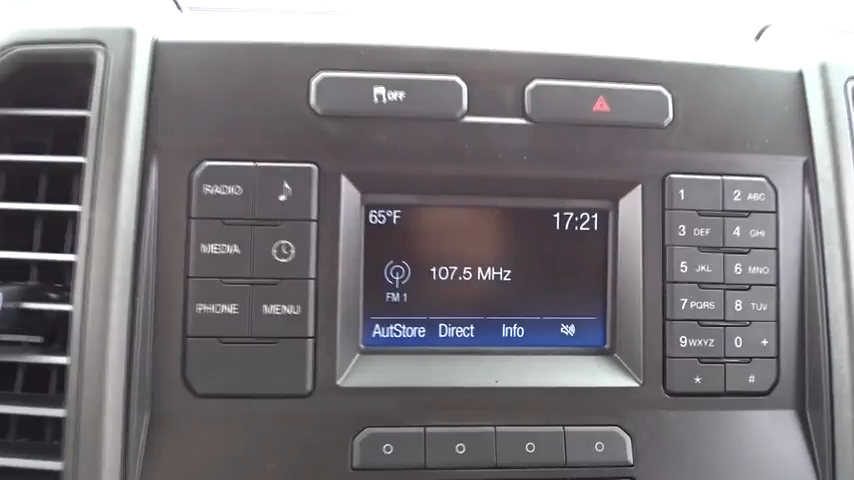 OFF
RADIO
MEDIA
PHONE MENU
65°F 17:21
107.5 MHz
FM 1
AutStore Direct Info
1 2 ABC
3 DEF 4 GHI
5 JKL 6 MNO
7 PQRS 8 TUV
9 WXYZ 0 +
* #